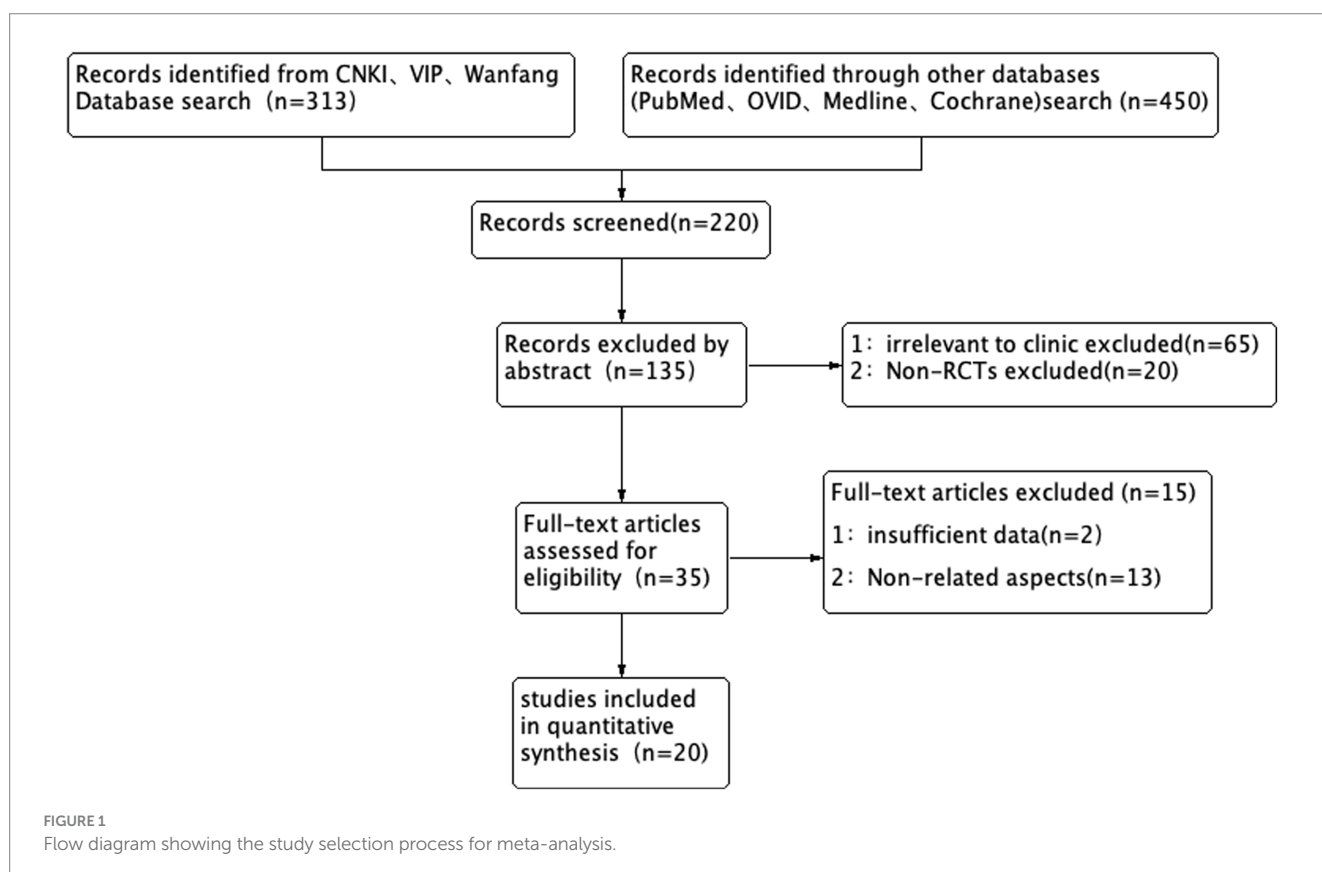 Records identified from CNKI、VIP、Wanfang
Database search（n=313）
Records identified through other databases
(PubMed、OVID、Medline、Cochrane)search (n=450)
Records screened(n=220)
Records excluded by
abstract（n=135）
1：irrelevant to clinic excluded(n=65)
2：Non-RCTs excluded(n=20)
Full-text articles
assessed for
eligibility（n=35）
Full-text articles excluded (n=15)
1：insufficient data(n=2)
2：Non-related aspects(n=13)
studies included
in quantitative
synthesis（n=20）
FIGURE 1
Flow diagram showing the study selection process for meta-analysis.